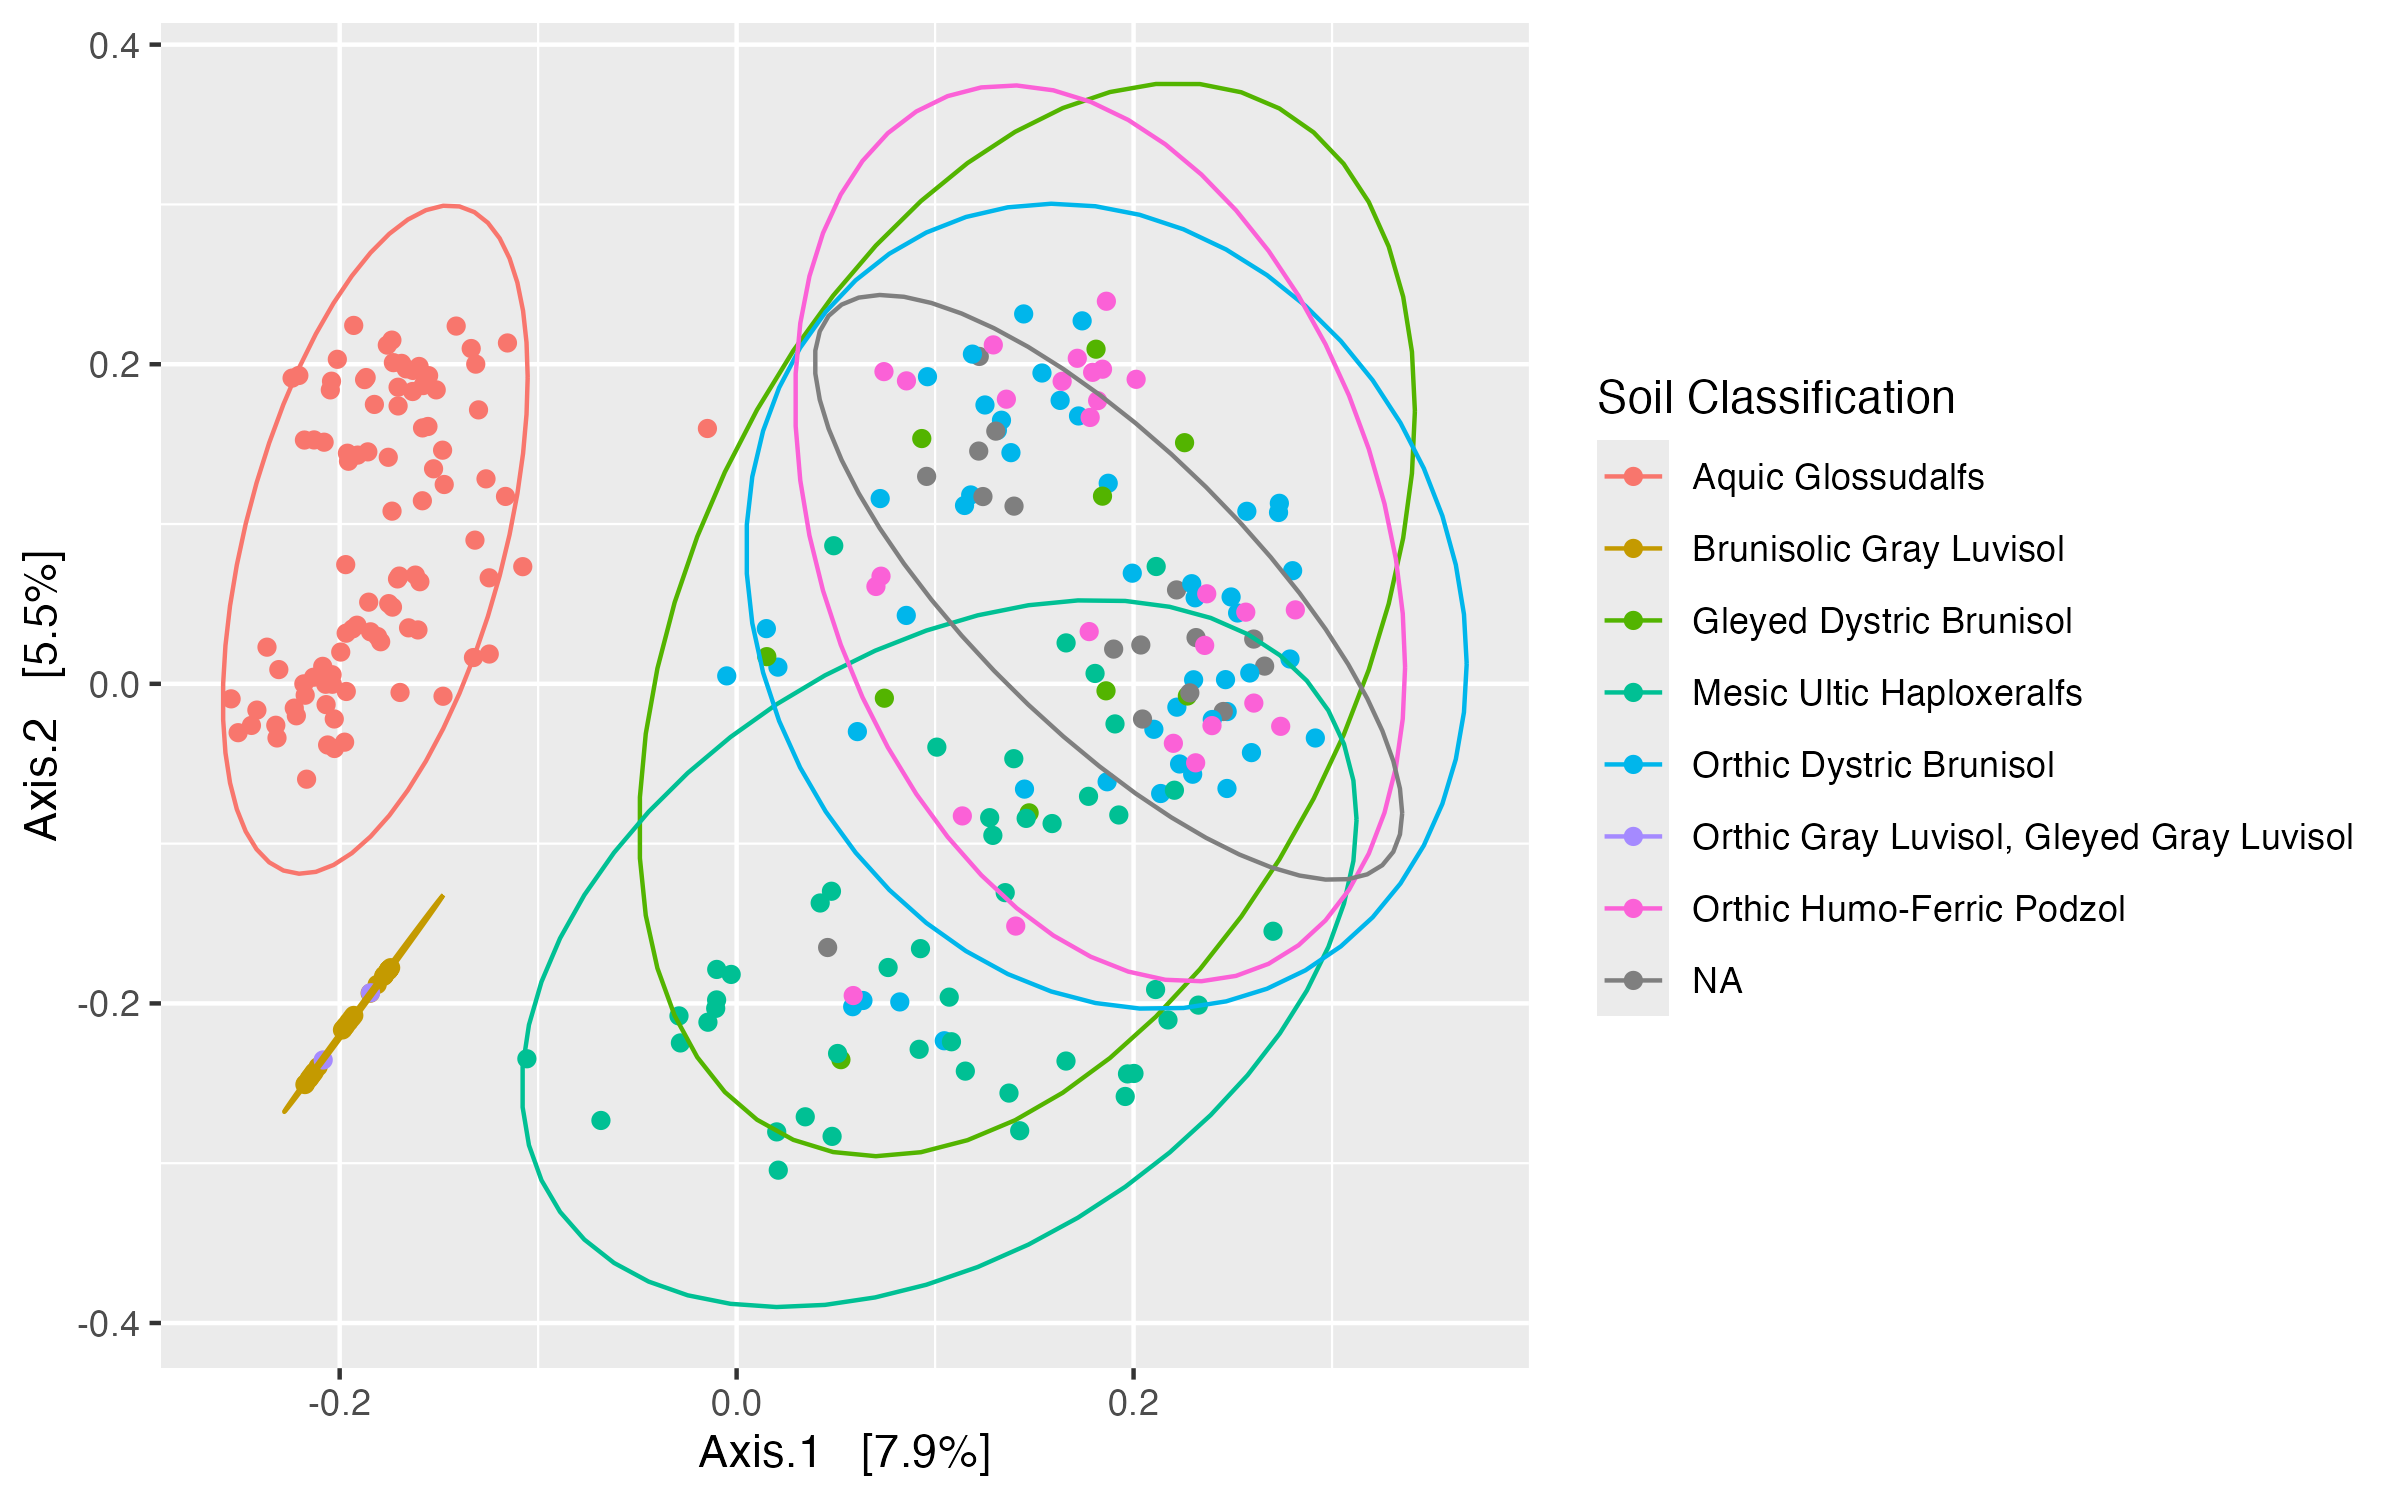 0.4
0.2
0.0
-0.2
-0.4
Axis.2 [5.5%]
-0.2
0.0
0.2
Axis.1 [7.9%]
Soil Classification
Aquic Glossudalfs
Brunisolic Gray Luvisol
Gleyed Dystric Brunisol
Mesic Ultic Haploxeralfs
Orthic Dystric Brunisol
Orthic Gray Luvisol, Gleyed Gray Luvisol
Orthic Humo-Ferric Podzol
NA